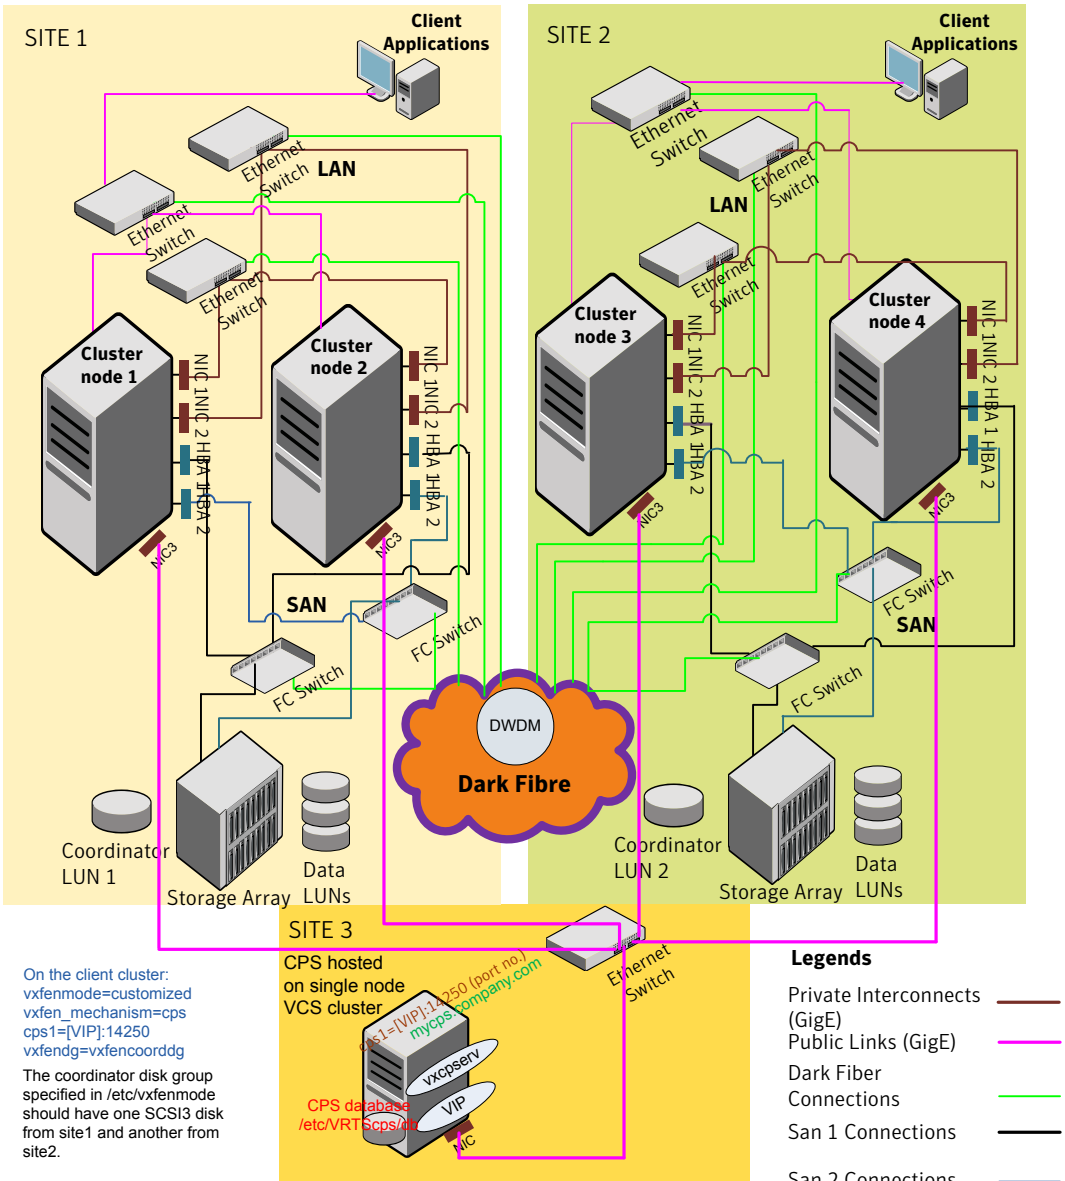 SITE 1
Client
Applications
Ethernet
Switch
LAN
Ethernet
Switch
Ethernet
Switch
Cluster
node 1
NIC 1
NIC 2
HBA 1
HBA 2
NIC3
Cluster
node 2
NIC 1
NIC 2
HBA 1
HBA 2
NIC3
SAN
FC Switch
FC Switch
Coordinator
LUN 1
Storage Array
Data
LUNs
SITE 2
Client
Applications
Ethernet
Switch
Ethernet
Switch
LAN
Ethernet
Switch
Cluster
node 3
NIC 1
NIC 2
HBA 1
HBA 2
NIC3
Cluster
node 4
NIC 1
NIC 2
HBA 1
HBA 2
NIC3
FC Switch
SAN
FC Switch
DWDM
Dark Fibre
Coordinator
LUN 2
Storage Array
Data
LUNs
SITE 3
CPS hosted
on single node
VCS cluster
Ethernet
Switch
cps1=[VIP]:14250 (port no.)
mycps.company.com
vxcpserv
VIP
CPS database
/etc/VRTScps/db
NIC
On the client cluster:
vxfenmode=customized
vxfen_mechanism=cps
cps1=[VIP]:14250
vxfendg=vxfencoorddg
The coordinator disk group
specified in /etc/vxfenmode
should have one SCSI3 disk
from site1 and another from
site2.
Legends
Private Interconnects
(GigE)
Public Links (GigE)
Dark Fiber
Connections
San 1 Connections
San 2 Connections